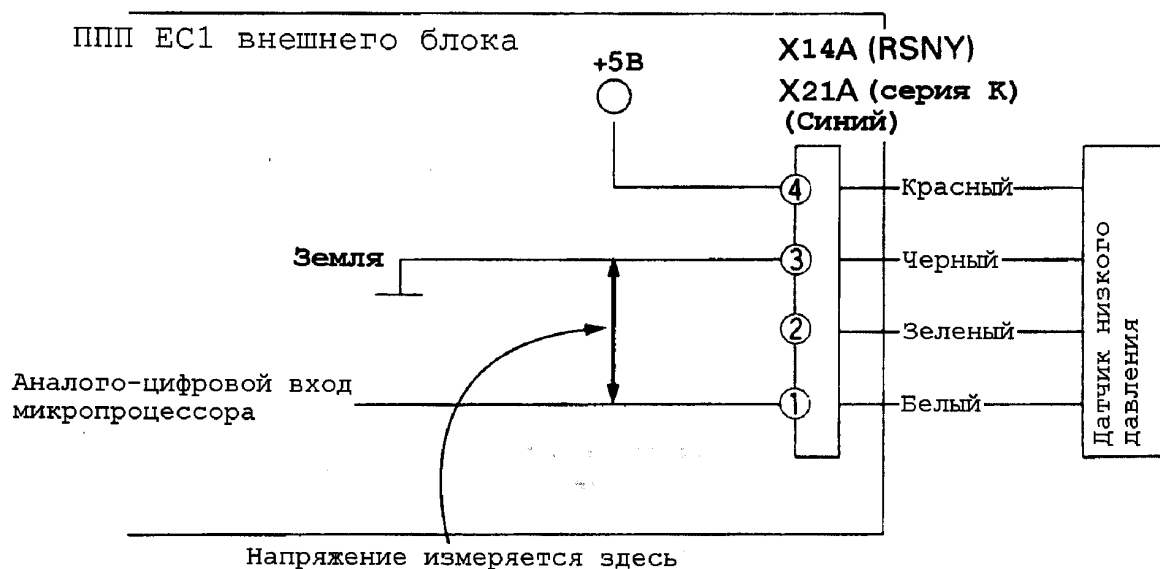 ППП EC1 внешнего блока
X14A (RSNY)
+5В
X21A (серия К)
(Синий)
④
Красный
Земля
③
Черный
②
Зеленый
Аналого-цифровой вход
микропроцессора
①
Белый
Датчик низкого
давления
Напряжение измеряется здесь